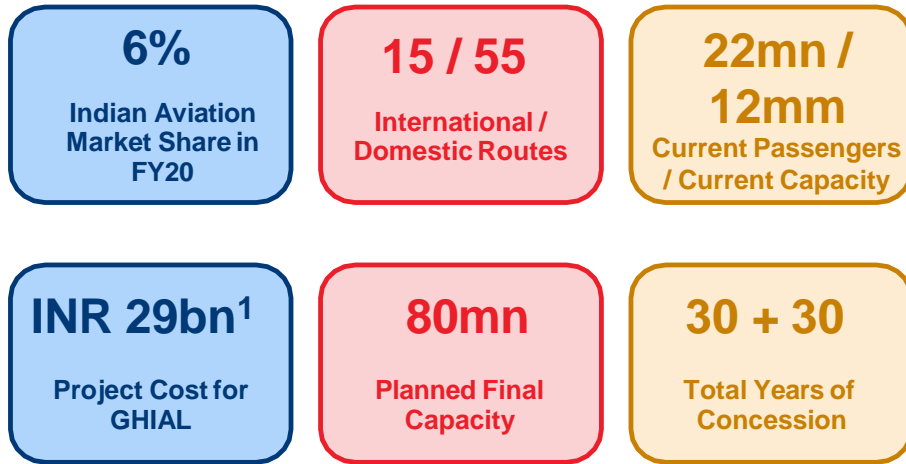 6%
Indian Aviation
Market Share in
FY20
15 / 55
International /
Domestic Routes
22mn /
12mm
Current Passengers
/ Current Capacity
INR 29bn¹
Project Cost for
GHIAL
80mn
Planned Final
Capacity
30 + 30
Total Years of
Concession